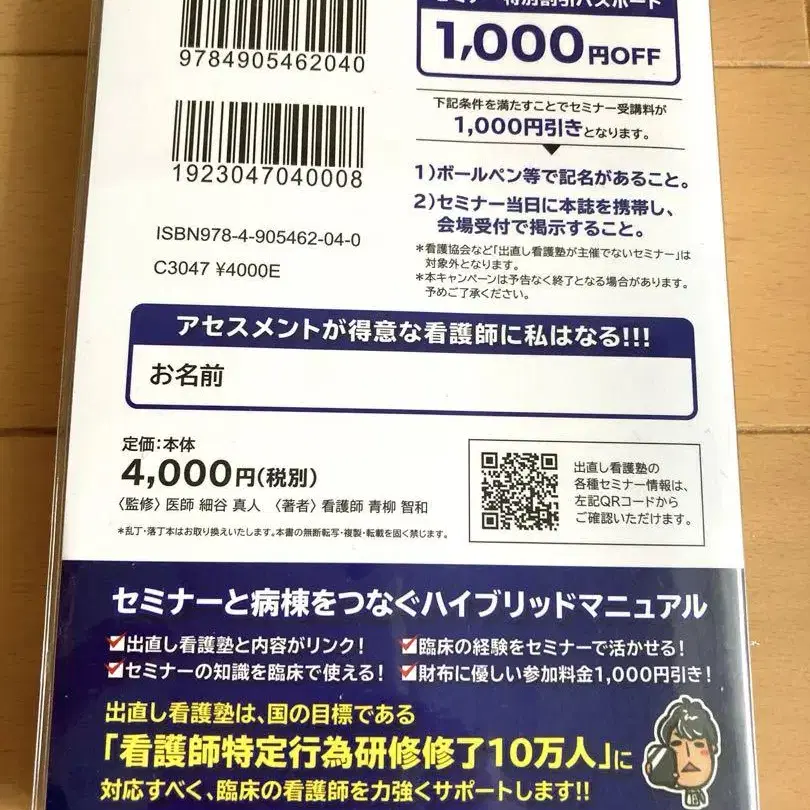 セミナー特別割引パスポート
1,000円OFF
9784905462040
下記条件を満たすことでセミナー受講料が
1,000円引きとなります。
1923047040008
1)ボールペン等で記名があること。
2)セミナー当日に本誌を携帯し、
会場受付で掲示すること。
ISBN978-4-905462-04-0
C3047 ¥4000E
*看護協会など「出直し看護塾が主催でないセミナー」は
対象外となります。
*本キャンペーンは予告なく終了となる場合があります。
予めご了承ください。
アセスメントが得意な看護師に私はなる!!!
お名前
定価:本体
4,000円(税別)
〈監修〉医師 細谷 真人 〈著者〉看護師 青柳 智和
*乱丁・落丁本はお取り換えいたします。本書の無断転写・複製・転載を固く禁じます。
出直し看護塾の
各種セミナー情報は、
左記QRコードから
ご確認いただけます。
セミナーと病棟をつなぐハイブリッドマニュアル
出直し看護塾と内容がリンク!
臨床の経験をセミナーで活かせる!
セミナーの知識を臨床で使える!
財布に優しい参加料金1,000円引き!
出直し看護塾は、国の目標である
「看護師特定行為研修修了10万人」に
対応すべく、臨床の看護師を力強くサポートします!!